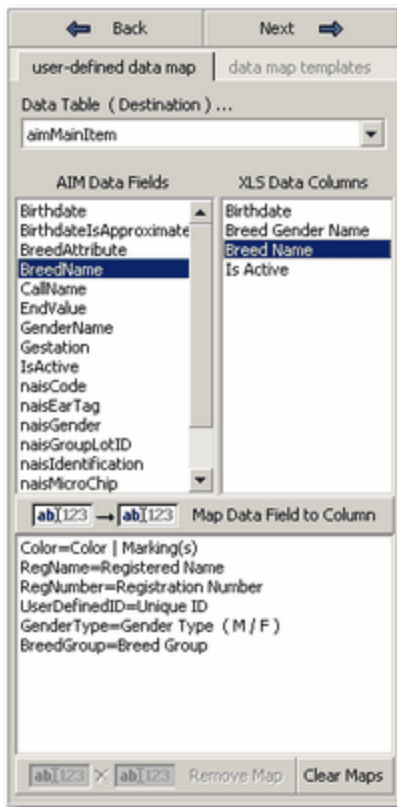 Back Next
user-defined data map data map templates
Data Table ( Destination ) ...
aimMainItem
AIM Data Fields XLS Data Columns
Birthdate
BirthdateIsApproximate
BreedAttribute
BreedName
CallName
EndValue
GenderName
Gestation
IsActive
naisCode
naisEarTag
naisGender
naisGroupLotID
naisIdentification
naisMicroChip
Birthdate
Breed Gender Name
Breed Name
Is Active
ab 123 → ab 123 Map Data Field to Column
Color=Color | Marking(s)
RegName=Registered Name
RegNumber=Registration Number
UserDefinedID=Unique ID
GenderType=Gender Type ( M / F )
BreedGroup=Breed Group
ab 123 ab 123 Remove Map Clear Maps